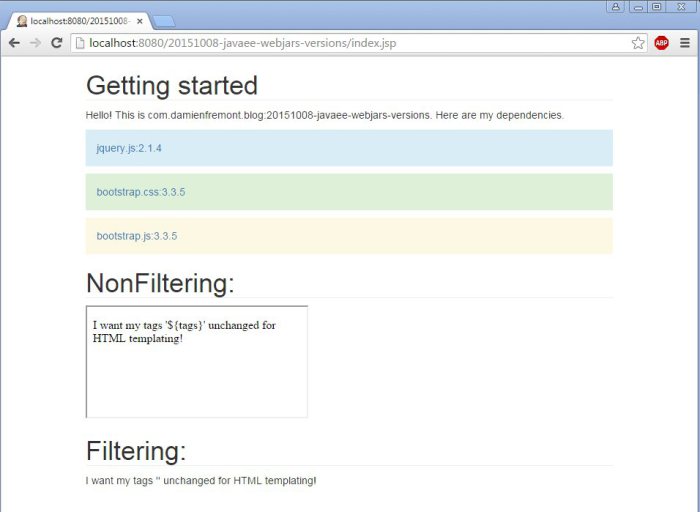 localhost:8080/20151008-
localhost:8080/20151008-javaee-webjars-versions/index.jsp
ABP
Getting started
Hello! This is com.damienfremont.blog:20151008-javaee-webjars-versions. Here are my dependencies.
jquery.js:2.1.4
bootstrap.css:3.3.5
bootstrap.js:3.3.5
NonFiltering:
I want my tags '${tags}' unchanged for
HTML templating!
Filtering:
I want my tags '' unchanged for HTML templating!